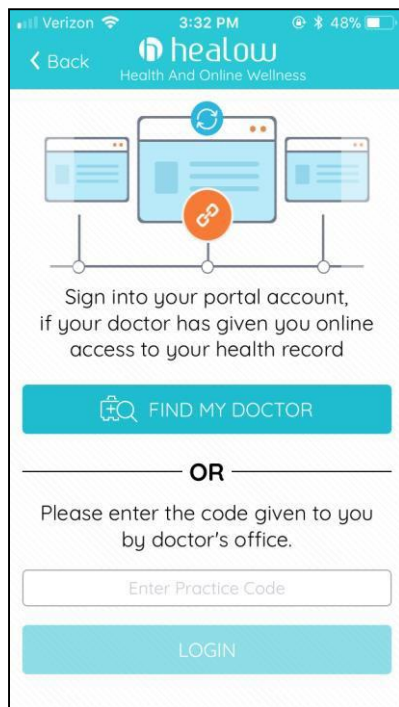 Verizon 3:32 PM 48%
Back healow
Health And Online Wellness
Sign into your portal account,
if your doctor has given you online
access to your health record
FIND MY DOCTOR
OR
Please enter the code given to you
by doctor's office.
Enter Practice Code
LOGIN